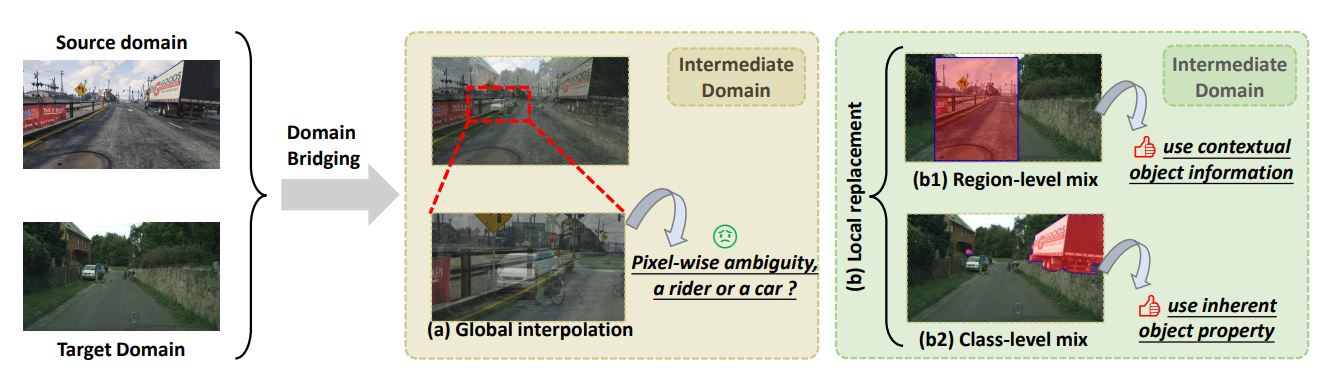 Source domain
GOODS
Target Domain
Domain
Bridging
Intermediate
Domain
Pixel-wise ambiguity,
a rider or a car ?
(a) Global interpolation
(b) Local replacement
Intermediate
Domain
(b1) Region-level mix
use contextual
object information
(b2) Class-level mix
use inherent
object property